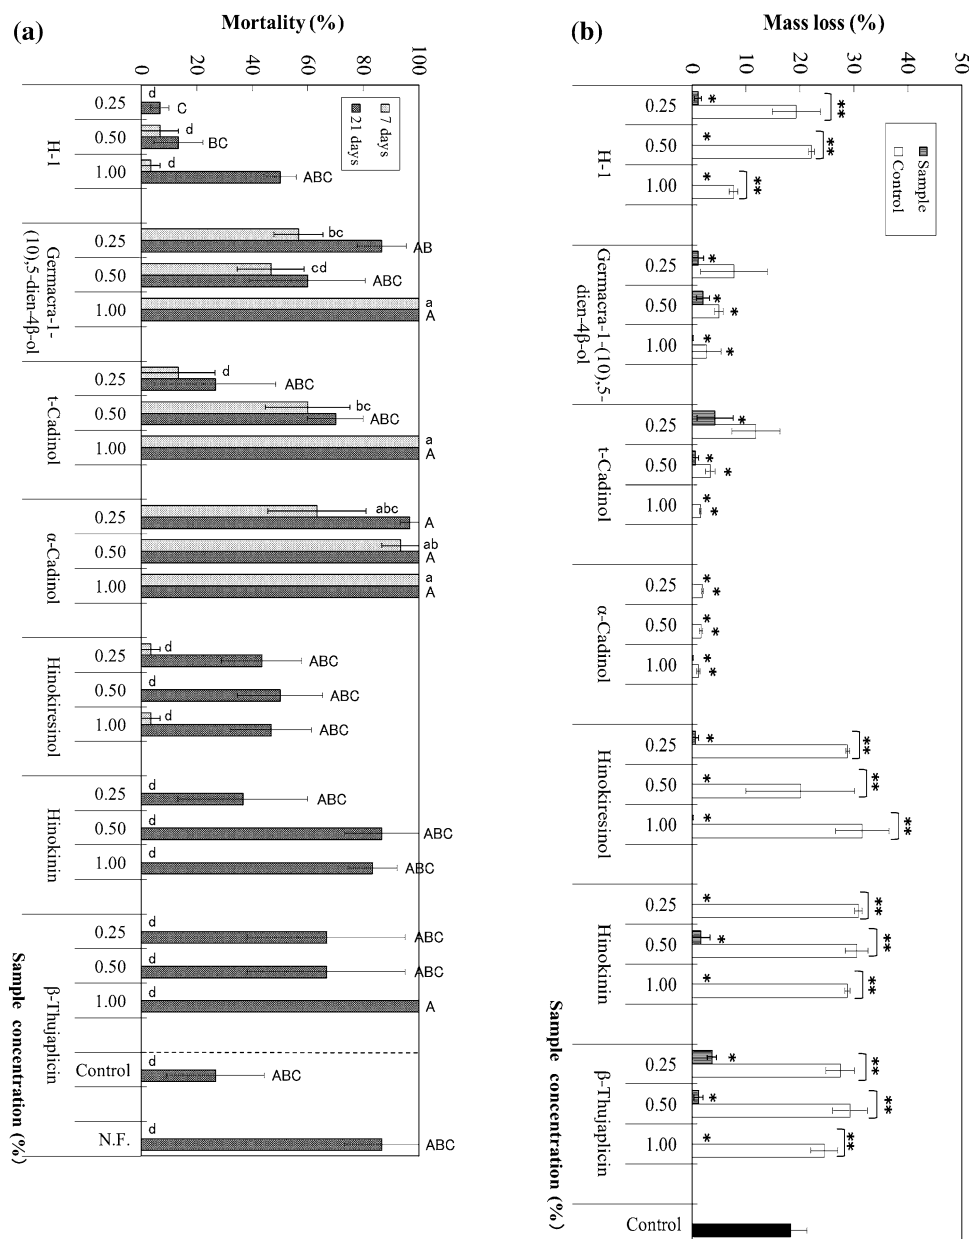 (a)
Mortality (%)
0 20 40 60 80 100
7 days
21 days
d C
d BC
d ABC
bc AB
cd ABC
a A
d ABC
bc ABC
a A
abc A
ab A
a A
d ABC
d ABC
d ABC
d ABC
d ABC
d ABC
d ABC
d ABC
d A
d ABC
d ABC
0.25 0.50 1.00
H-1
0.25 0.50 1.00
Germacra-1-
(10),5-dien-4β-ol
0.25 0.50 1.00
t-Cadinol
0.25 0.50 1.00
α-Cadinol
0.25 0.50 1.00
Hinokiresinol
0.25 0.50 1.00
Hinokinin
0.25 0.50 1.00
β-Thujaplicin
Control
N.F.
Sample concentration (%)
(b)
Mass loss (%)
0 10 20 30 40 50
Sample
Control
* **
* **
* **
*
* *
* *
*
* *
* *
* *
* *
* *
* **
* **
* **
* **
* **
* **
* **
* **
* **
0.25 0.50 1.00
H-1
0.25 0.50 1.00
Germacra-1-(10),5-
dien-4β-ol
0.25 0.50 1.00
t-Cadinol
0.25 0.50 1.00
α-Cadinol
0.25 0.50 1.00
Hinokiresinol
0.25 0.50 1.00
Hinokinin
0.25 0.50 1.00
β-Thujaplicin
Control
Sample concentration (%)